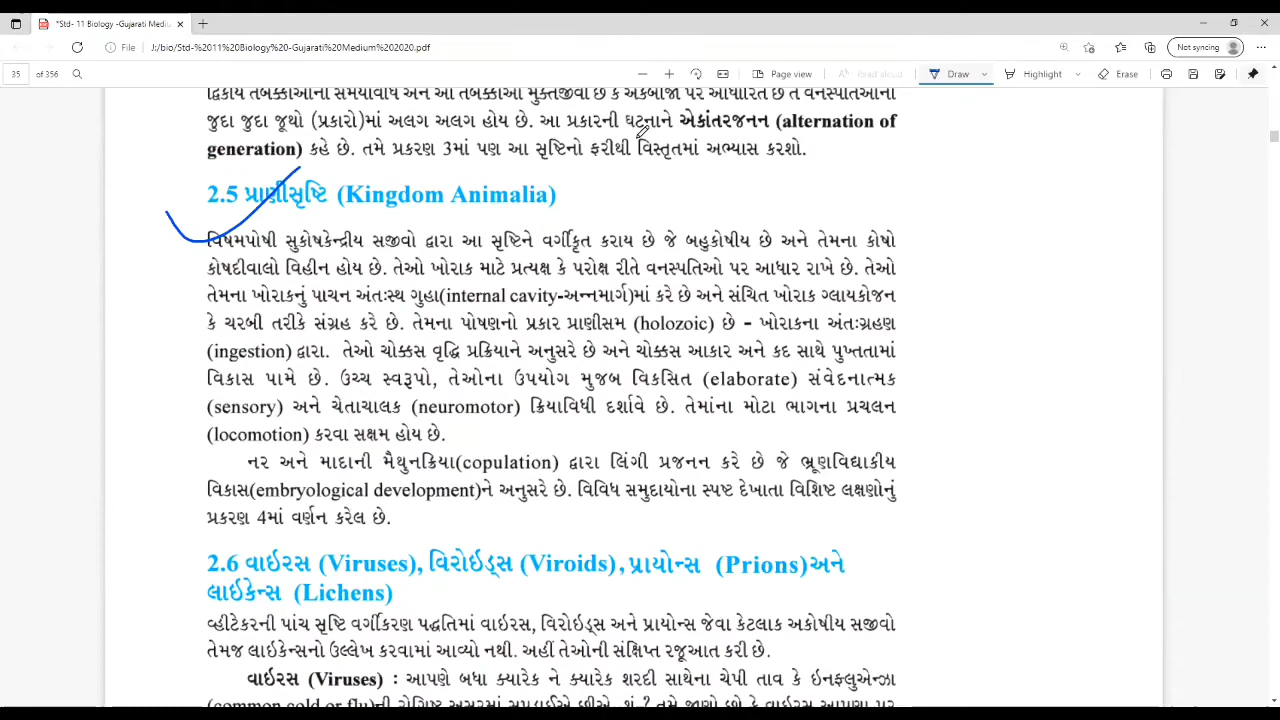 *Std- 11 Biology -Gujarati Medium
File J:/bio/Std-%2011%20Biology%20-Gujarati%20Medium%202020.pdf
Not syncing
35 of 356
Page view
Read aloud
Draw
Highlight
Erase
જુદા જુદા જૂથો (પ્રકારો)માં અલગ અલગ હોય છે. આ પ્રકારની ઘટનાને એકાંતરજનન (alternation of
generation) કહે છે. તમે પ્રકરણ 3માં પણ આ સૃષ્ટિનો ફરીથી વિસ્તૃતમાં અભ્યાસ કરશો.
2.5 પ્રાણીસૃષ્ટિ (Kingdom Animalia)
વિષમપોષી સુકોષકેન્દ્રીય સજીવો દ્વારા આ સૃષ્ટિને વર્ગીકૃત કરાય છે જે બહુકોષીય છે અને તેમના કોષો
કોષદીવાલો વિહીન હોય છે. તેઓ ખોરાક માટે પ્રત્યક્ષ કે પરોક્ષ રીતે વનસ્પતિઓ પર આધાર રાખે છે. તેઓ
તેમના ખોરાકનું પાચન અંતઃસ્થ ગુહા(internal cavity-અન્નમાર્ગ)માં કરે છે અને સંચિત ખોરાક ગ્લાયકોજન
કે ચરબી તરીકે સંગ્રહ કરે છે. તેમના પોષણનો પ્રકાર પ્રાણીસમ (holozoic) છે - ખોરાકના અંતઃગ્રહણ
(ingestion) દ્વારા. તેઓ ચોક્કસ વૃદ્ધિ પ્રક્રિયાને અનુસરે છે અને ચોક્કસ આકાર અને કદ સાથે પુખ્તતામાં
વિકાસ પામે છે. ઉચ્ચ સ્વરૂપો, તેઓના ઉપયોગ મુજબ વિકસિત (elaborate) સંવેદનાત્મક
(sensory) અને ચેતાચાલક (neuromotor) ક્રિયાવિધી દર્શાવે છે. તેમાંના મોટા ભાગના પ્રચલન
(locomotion) કરવા સક્ષમ હોય છે.
નર અને માદાની મૈથુનક્રિયા(copulation) દ્વારા લિંગી પ્રજનન કરે છે જે ભ્રૂણવિદ્યાકીય
વિકાસ(embryological development)ને અનુસરે છે. વિવિધ સમુદાયોના સ્પષ્ટ દેખાતા વિશિષ્ટ લક્ષણોનું
પ્રકરણ 4માં વર્ણન કરેલ છે.
2.6 વાઇરસ (Viruses), વિરોઇડ્સ (Viroids), પ્રાયોન્સ (Prions)અને
લાઇકેન્સ (Lichens)
વ્હીટેકરની પાંચ સૃષ્ટિ વર્ગીકરણ પદ્ધતિમાં વાઇરસ, વિરોઇડ્સ અને પ્રાયોન્સ જેવા કેટલાક અકોષીય સજીવો
તેમજ લાઇકેન્સનો ઉલ્લેખ કરવામાં આવ્યો નથી. અહીં તેઓની સંક્ષિપ્ત રજૂઆત કરી છે.
વાઇરસ (Viruses) : આપણે બધા ક્યારેક ને ક્યારેક શરદી સાથેના ચેપી તાવ કે ઇનફ્લુએન્ઝા